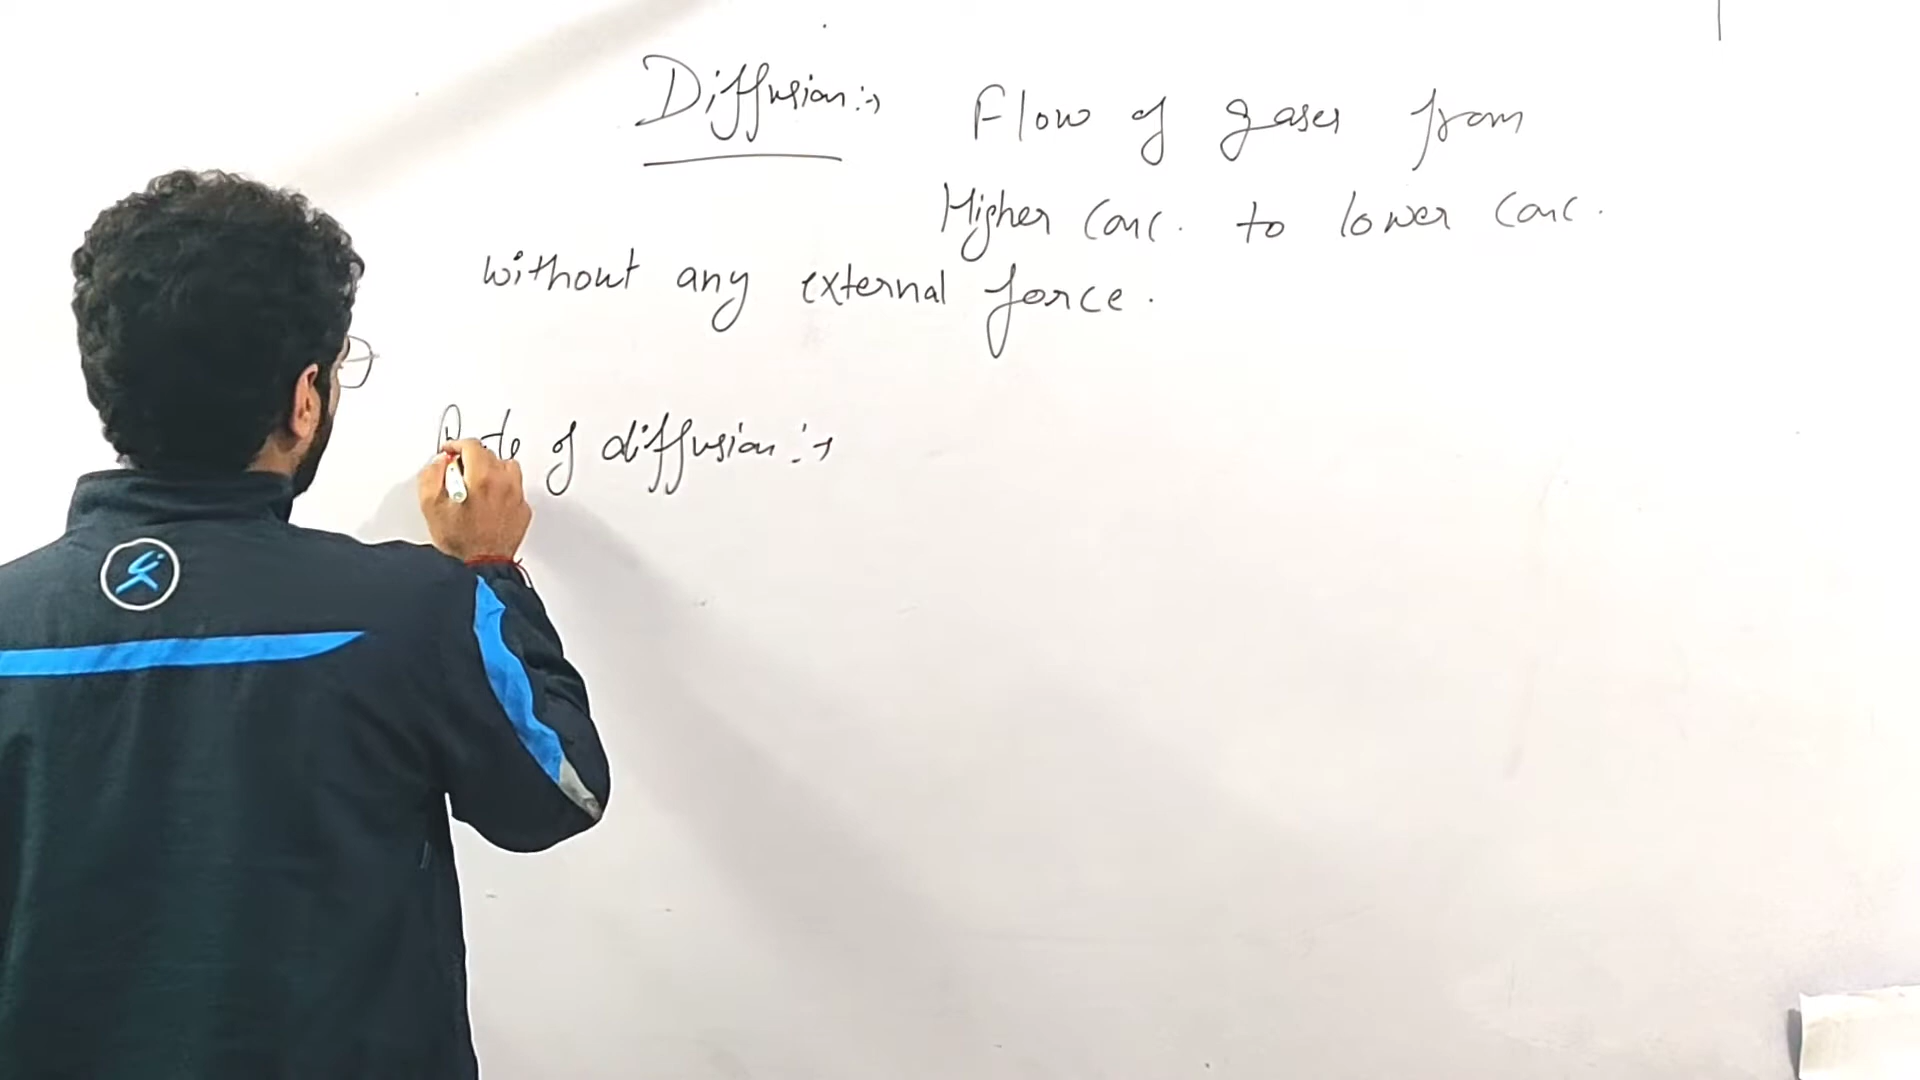 Diffusion :→ Flow of gases from
Higher Conc. to lower conc.
without any external force.
Rate of diffusion :→